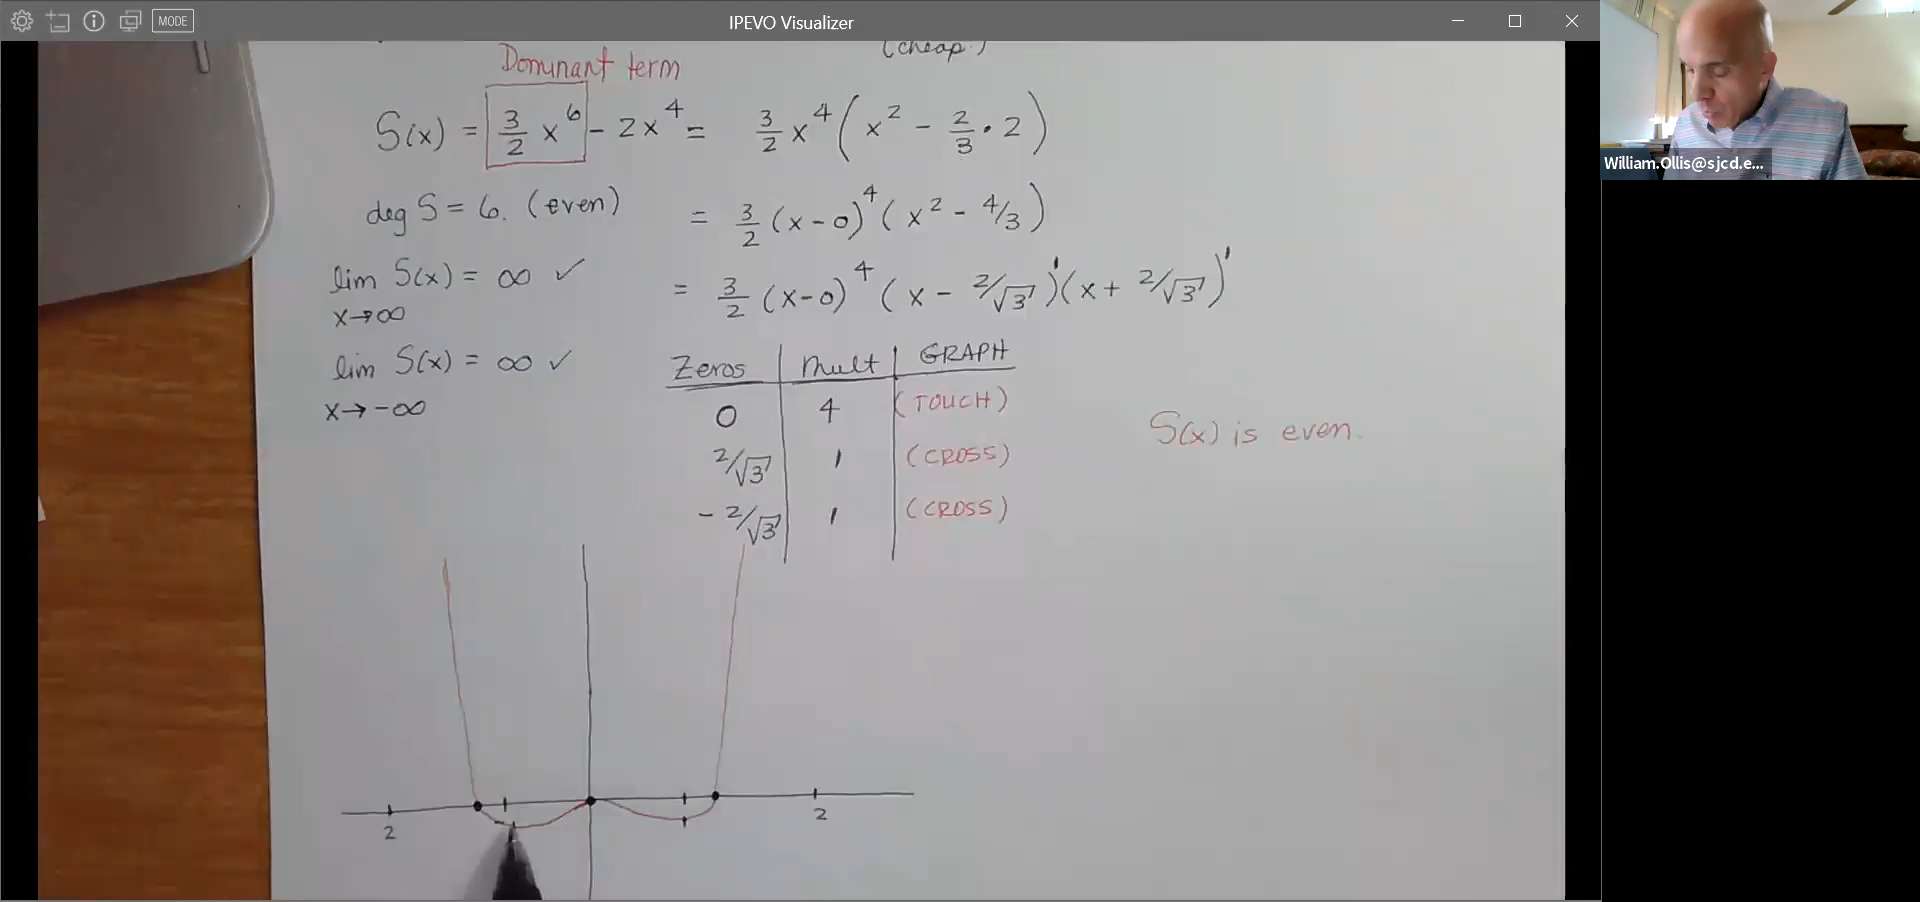 MODE
IPEVO Visualizer
William.Ollis@sjcd.e...
(cheap!)
Dominant term
S(x) = 3/2 x^6 - 2x^4 = 3/2 x^4 ( x^2 - 2/3 · 2 )
deg S = 6. (even)
= 3/2 (x-0)^4 ( x^2 - 4/3 )
lim S(x) = ∞ ✓
x→∞
= 3/2 (x-0)^4 ( x - 2/√3 )^1 ( x + 2/√3 )^1
lim S(x) = ∞ ✓
x→-∞
Zeros | Mult | GRAPH
0 | 4 | (TOUCH)
2/√3 | 1 | (CROSS)
-2/√3 | 1 | (CROSS)
S(x) is even.
2
2